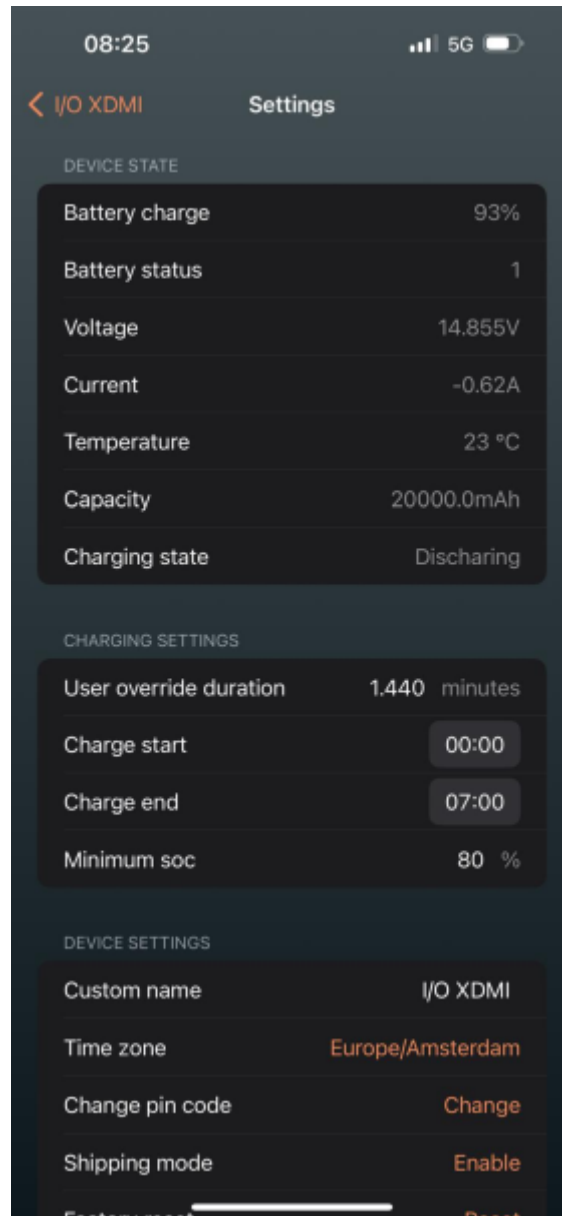 08:25 5G
I/O XDMI Settings
DEVICE STATE
Battery charge 93%
Battery status 1
Voltage 14.855V
Current -0.62A
Temperature 23 °C
Capacity 20000.0mAh
Charging state Discharing
CHARGING SETTINGS
User override duration 1.440 minutes
Charge start 00:00
Charge end 07:00
Minimum soc 80 %
DEVICE SETTINGS
Custom name I/O XDMI
Time zone Europe/Amsterdam
Change pin code Change
Shipping mode Enable